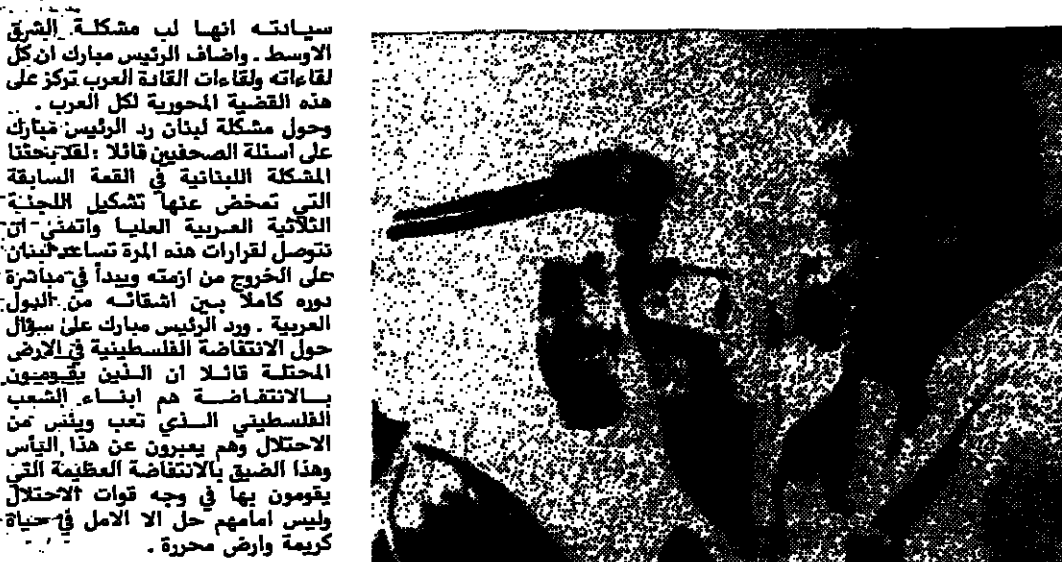 سيادته انها لب مشكلة الشرق
الاوسط . واضاف الرئيس مبارك ان كل
لقاءاته ولقاءات القادة العرب تركز على
هذه القضية المحورية لكل العرب .
وحول مشكلة لبنان رد الرئيس مبارك
على اسئلة الصحفيين قائلا : لقد بحثنا
المشكلة اللبنانية في القمة السابقة
التي تمخض عنها تشكيل اللجنة
الثلاثية العربية العليا واتمنى ان
نتوصل لقرارات هذه المرة تساعد لبنان
على الخروج من ازمته ويبدأ في مباشرة
دوره كاملا بين اشقائه من الدول
العربية . ورد الرئيس مبارك على سؤال
حول الانتفاضة الفلسطينية في الارض
المحتلة قائلا ان الذين يقومون
بالانتفاضة هم ابناء الشعب
الفلسطيني الذي تعب ويئس من
الاحتلال وهم يعبرون عن هذا اليأس
وهذا الضيق بالانتفاضة العظيمة التي
يقومون بها في وجه قوات الاحتلال
وليس امامهم حل الا الامل في حياة
كريمة وارض محررة .